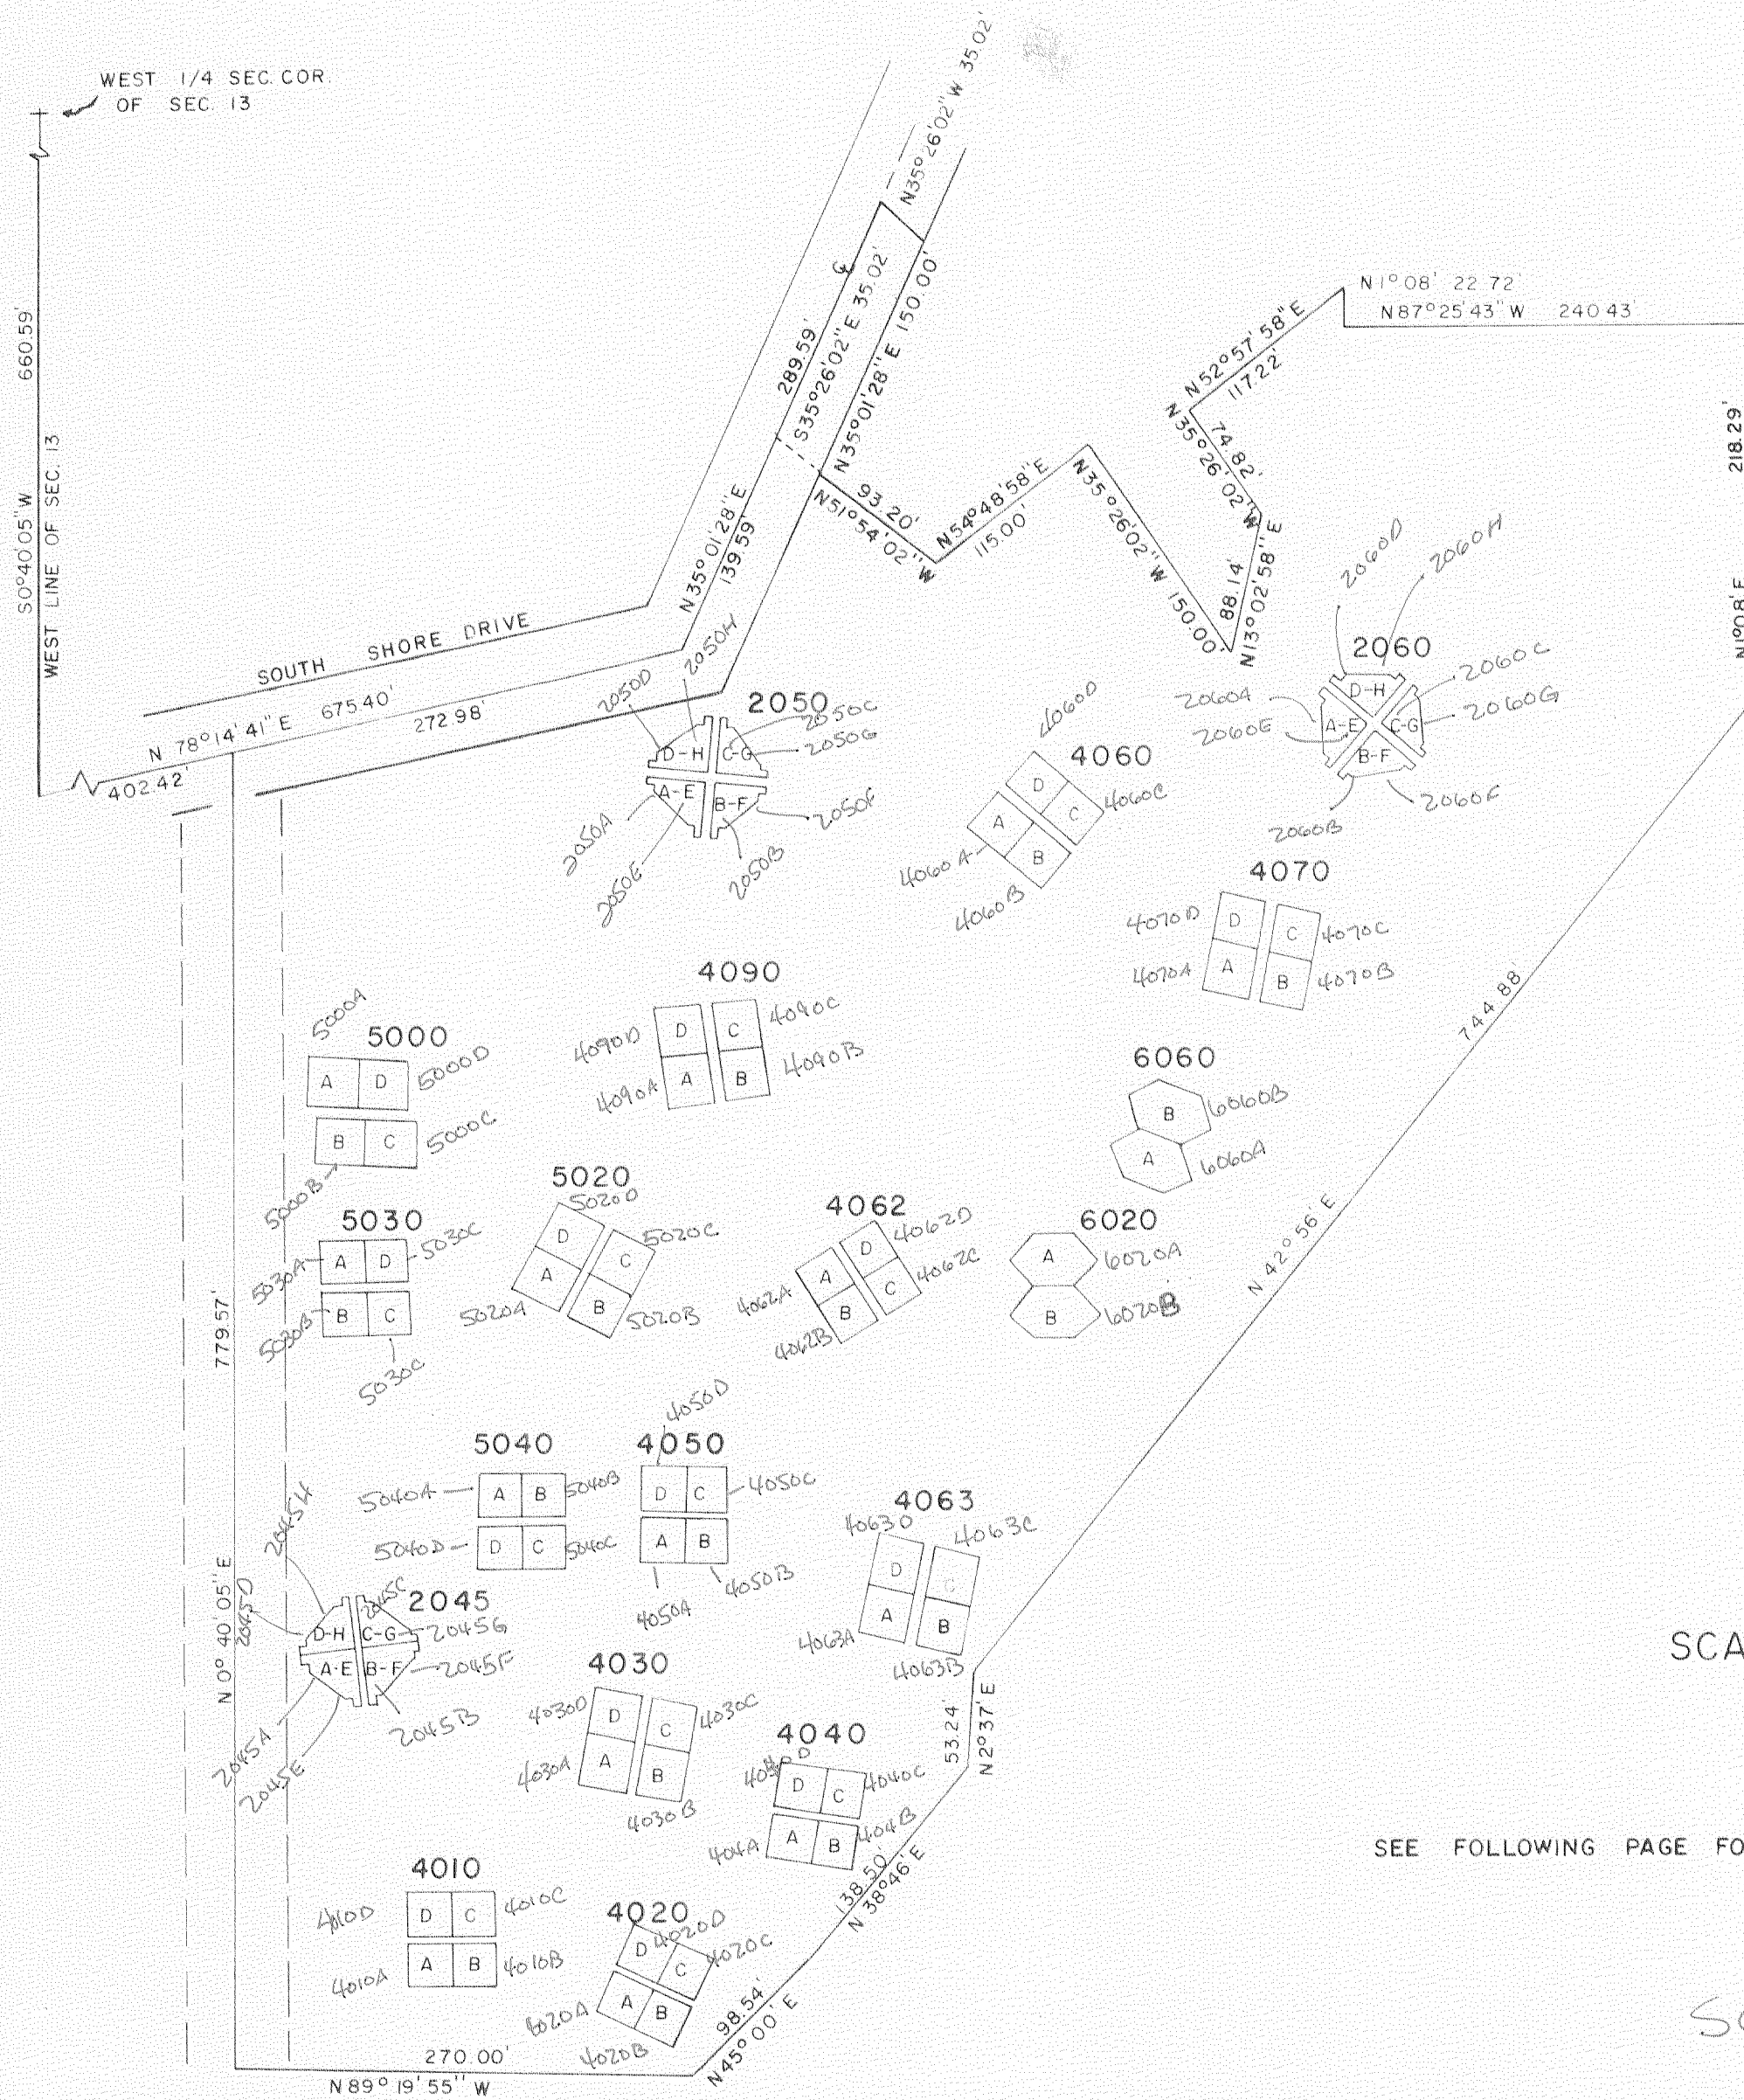 WEST 1/4 SEC. COR.
OF SEC. 13
660.59'
S0°40'05"W
WEST LINE OF SEC. 13
N35°26'02"W 35.02'
℄
289.59'
S35°26'02"E 35.02'
N35°01'28"E 150.00'
N1°08' 22.72
N87°25'43"W 240.43
N52°57'58"E
117.22'
74.82'
N35°26'02"W
218.29'
N1°08'E
93.20'
N51°54'02"W
N54°48'58"E
115.00'
N35°26'02"W 150.00'
88.14'
N13°02'58"E
N35°01'28"E
139.59'
SOUTH SHORE DRIVE
N 78°14'41"E 675.40'
272.98'
402.42'
2060D
2060H
2060
D-H
2060C
2060A
2060G
A-E
C-G
2060E
B-F
2060F
2060B
2050D
2050H
2050
2050C
D-H
C-G
2050G
A-E
B-F
2050F
2050A
2050E
2050B
4060D
4060
D
C
4060C
A
B
4060A
4060B
4070
4070D
D
C
4070C
4070A
A
B
4070B
744.88'
4090
4090D
D
C
4090C
4090A
A
B
4090B
5000A
5000
A
D
5000D
B
C
5000C
5000B
6060
B
6060B
A
6060A
5030
5030A
A
D
5030C
5030B
B
C
5030C
5020
5020D
D
C
5020C
A
B
5020A
5020B
4062
4062D
D
A
C
4062C
4062A
B
4062B
6020
A
6020A
B
6020B
N 42°56'E
779.57'
N 0°40'05"E
5040
5040A
A
B
5040B
5040D
D
C
5040C
4050D
4050
D
C
4050C
A
B
4050A
4050B
4063
4063D
4063C
D
C
A
B
4063A
4063B
2045H
2045D
2045C
2045
D-H
C-G
2045G
A-E
B-F
2045F
2045B
2045A
2045E
4030
4030D
D
C
4030C
4030A
A
B
4030B
4040
D
C
4040C
404A
A
B
404B
53.24'
N2°37'E
SCA
SEE FOLLOWING PAGE FO
138.50'
N 38°46'E
4010
4010D
D
C
4010C
4010A
A
B
4010B
4020
4020D
D
C
4020C
A
B
4020B
98.54'
N45°00'E
270.00'
N89°19'55"W